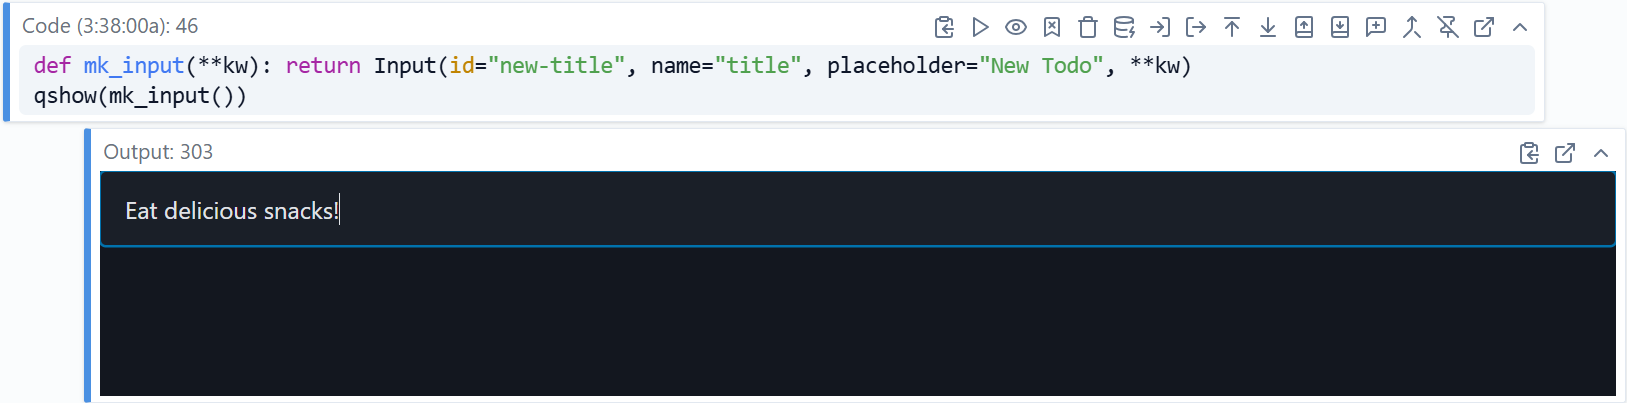 Code (3:38:00a): 46
def mk_input(**kw): return Input(id="new-title", name="title", placeholder="New Todo", **kw)
qshow(mk_input())
Output: 303
Eat delicious snacks!